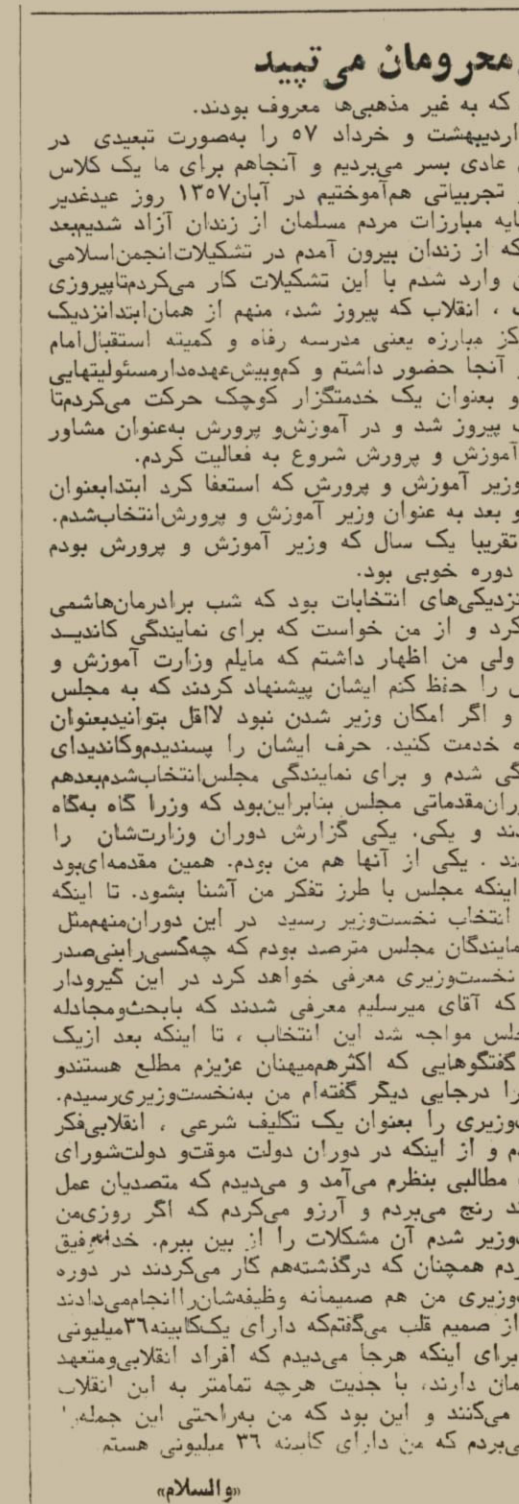 محرومان می تپید
که به غیر مذهبی‌ها معروف بودند.
اردیبهشت و خرداد ۵۷ را به‌صورت تبعیدی در
عادی بسر می‌بردیم و آنجاهم برای ما یک کلاس
تجربیاتی هم‌آموختیم در آبان۱۳۵۷ روز عیدغدیر
مبارزات مردم مسلمان از زندان آزاد شدیم‌بعد
که از زندان بیرون آمدم در تشکیلات‌انجمن‌اسلامی
وارد شدم با این تشکیلات کار می‌کردم‌تاپیروزی
، انقلاب که پیروز شد، منهم از همان‌ابتدانزدیک
مبارزه یعنی مدرسه رفاه و کمیته استقبال‌امام
آنجا حضور داشتم و کم‌وبیش‌عهده‌دارمسئولیتهایی
و بعنوان یک خدمتگزار کوچک حرکت می‌کردم‌تا
پیروز شد و در آموزش‌و پرورش به‌عنوان مشاور
آموزش و پرورش شروع به فعالیت کردم.
وزیر آموزش و پرورش که استعفا کرد ابتدابعنوان
و بعد به عنوان وزیر آموزش و پرورش‌انتخاب‌شدم.
تقریبا یک سال که وزیر آموزش و پرورش بودم
دوره خوبی بود.
نزدیکی‌های انتخابات بود که شب برادرمان‌هاشمی
کرد و از من خواست که برای نمایندگی کاندیـد
ولی من اظهار داشتم که مایلم وزارت آموزش و
را حفظ کنم ایشان پیشنهاد کردند که به مجلس
و اگر امکان وزیر شدن نبود لااقل بتوانیدبعنوان
خدمت کنید. حرف ایشان را پسندیدم‌وکاندیدای
شدم و برای نمایندگی مجلس‌انتخاب‌شدم‌بعدهم
مقدماتی مجلس بنابراین‌بود که وزرا گاه به‌گاه
و یکی، یکی گزارش دوران وزارت‌شان را
. یکی از آنها هم من بودم. همین مقدمه‌ای‌بود
اینکه مجلس با طرز تفکر من آشنا بشود. تا اینکه
انتخاب نخست‌وزیر رسید در این دوران‌منهم‌مثل
نمایندگان مجلس مترصد بودم که چه‌کسی‌رابنی‌صدر
نخست‌وزیری معرفی خواهد کرد در این گیرودار
که آقای میرسلیم معرفی شدند که بابحث‌ومجادله
مواجه شد این انتخاب ، تا اینکه بعد ازیک
گفتگوهایی که اکثرهم‌میهنان عزیزم مطلع هستندو
را درجایی دیگر گفته‌ام من به‌نخست‌وزیری‌رسیدم.
وزیری را بعنوان یک تکلیف شرعی ، انقلابی‌فکر
و از اینکه در دوران دولت موقت‌و دولت‌شورای
مطالبی بنظرم می‌آمد و می‌دیدم که متصدیان عمل
رنج می‌بردم و آرزو می‌کردم که اگر روزی‌من
وزیر شدم آن مشکلات را از بین ببرم.
همچنان که درگذشته‌هم کار می‌کردند در دوره
وزیری من هم صمیمانه وظیفه‌شان‌راانجام‌می‌دادند
از صمیم قلب می‌گفتم‌که دارای یک‌کابینه۳۶میلیونی
برای اینکه هرجا می‌دیدم که افراد انقلابی‌ومتعهد
دارند، با جدیت هرچه تمامتر به این انقلاب
می‌کنند و این بود که من به‌راحتی این جمله
که من دارای کابینه ۳۶ میلیونی هستم
«والسلام»